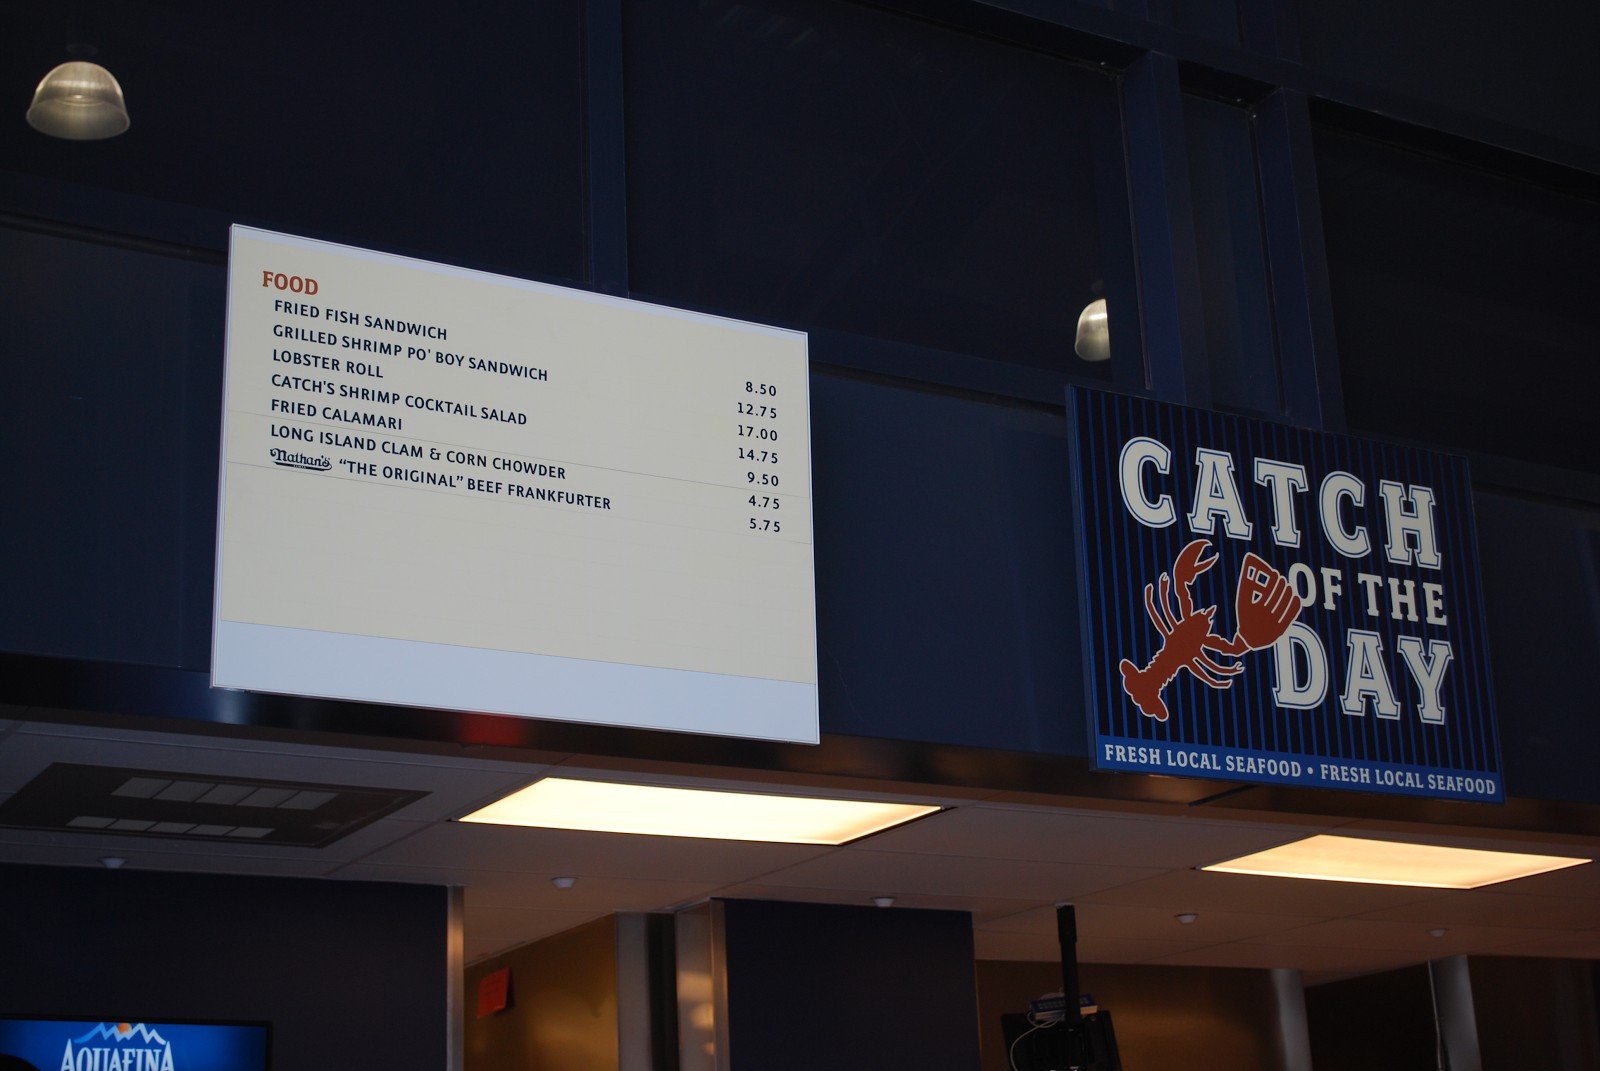 FOOD
FRIED FISH SANDWICH 8.50
GRILLED SHRIMP PO' BOY SANDWICH 12.75
LOBSTER ROLL 17.00
CATCH'S SHRIMP COCKTAIL SALAD 14.75
FRIED CALAMARI 9.50
LONG ISLAND CLAM & CORN CHOWDER 4.75
Nathan's "THE ORIGINAL" BEEF FRANKFURTER 5.75
CATCH
OF THE
DAY
FRESH LOCAL SEAFOOD • FRESH LOCAL SEAFOOD
AQUAFINA